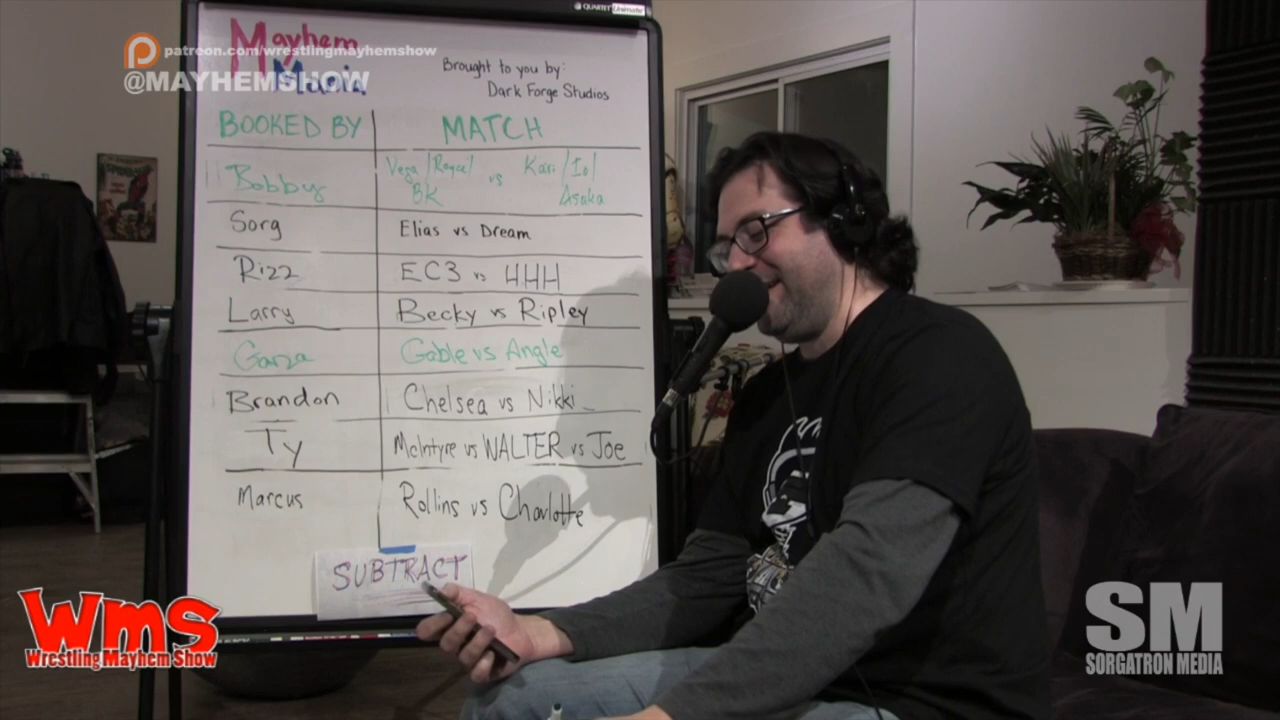 QUARTET Unimate
Mayhem
Mania
patreon.com/wrestlingmayhemshow
@MAYHEMSHOW
Brought to you by:
Dark Forge Studios
BOOKED BY MATCH
Bobby Vega/Royce/BK vs Kairi/Io/Asuka
Sorg Elias vs Dream
Rizz EC3 vs HHH
Larry Becky vs Ripley
Garza Gable vs Angle
Brandon Chelsea vs Nikki
Ty McIntyre vs WALTER vs Joe
Marcus Rollins vs Charlotte
SUBTRACT
WMS
Wrestling Mayhem Show
SM
SORGATRON MEDIA